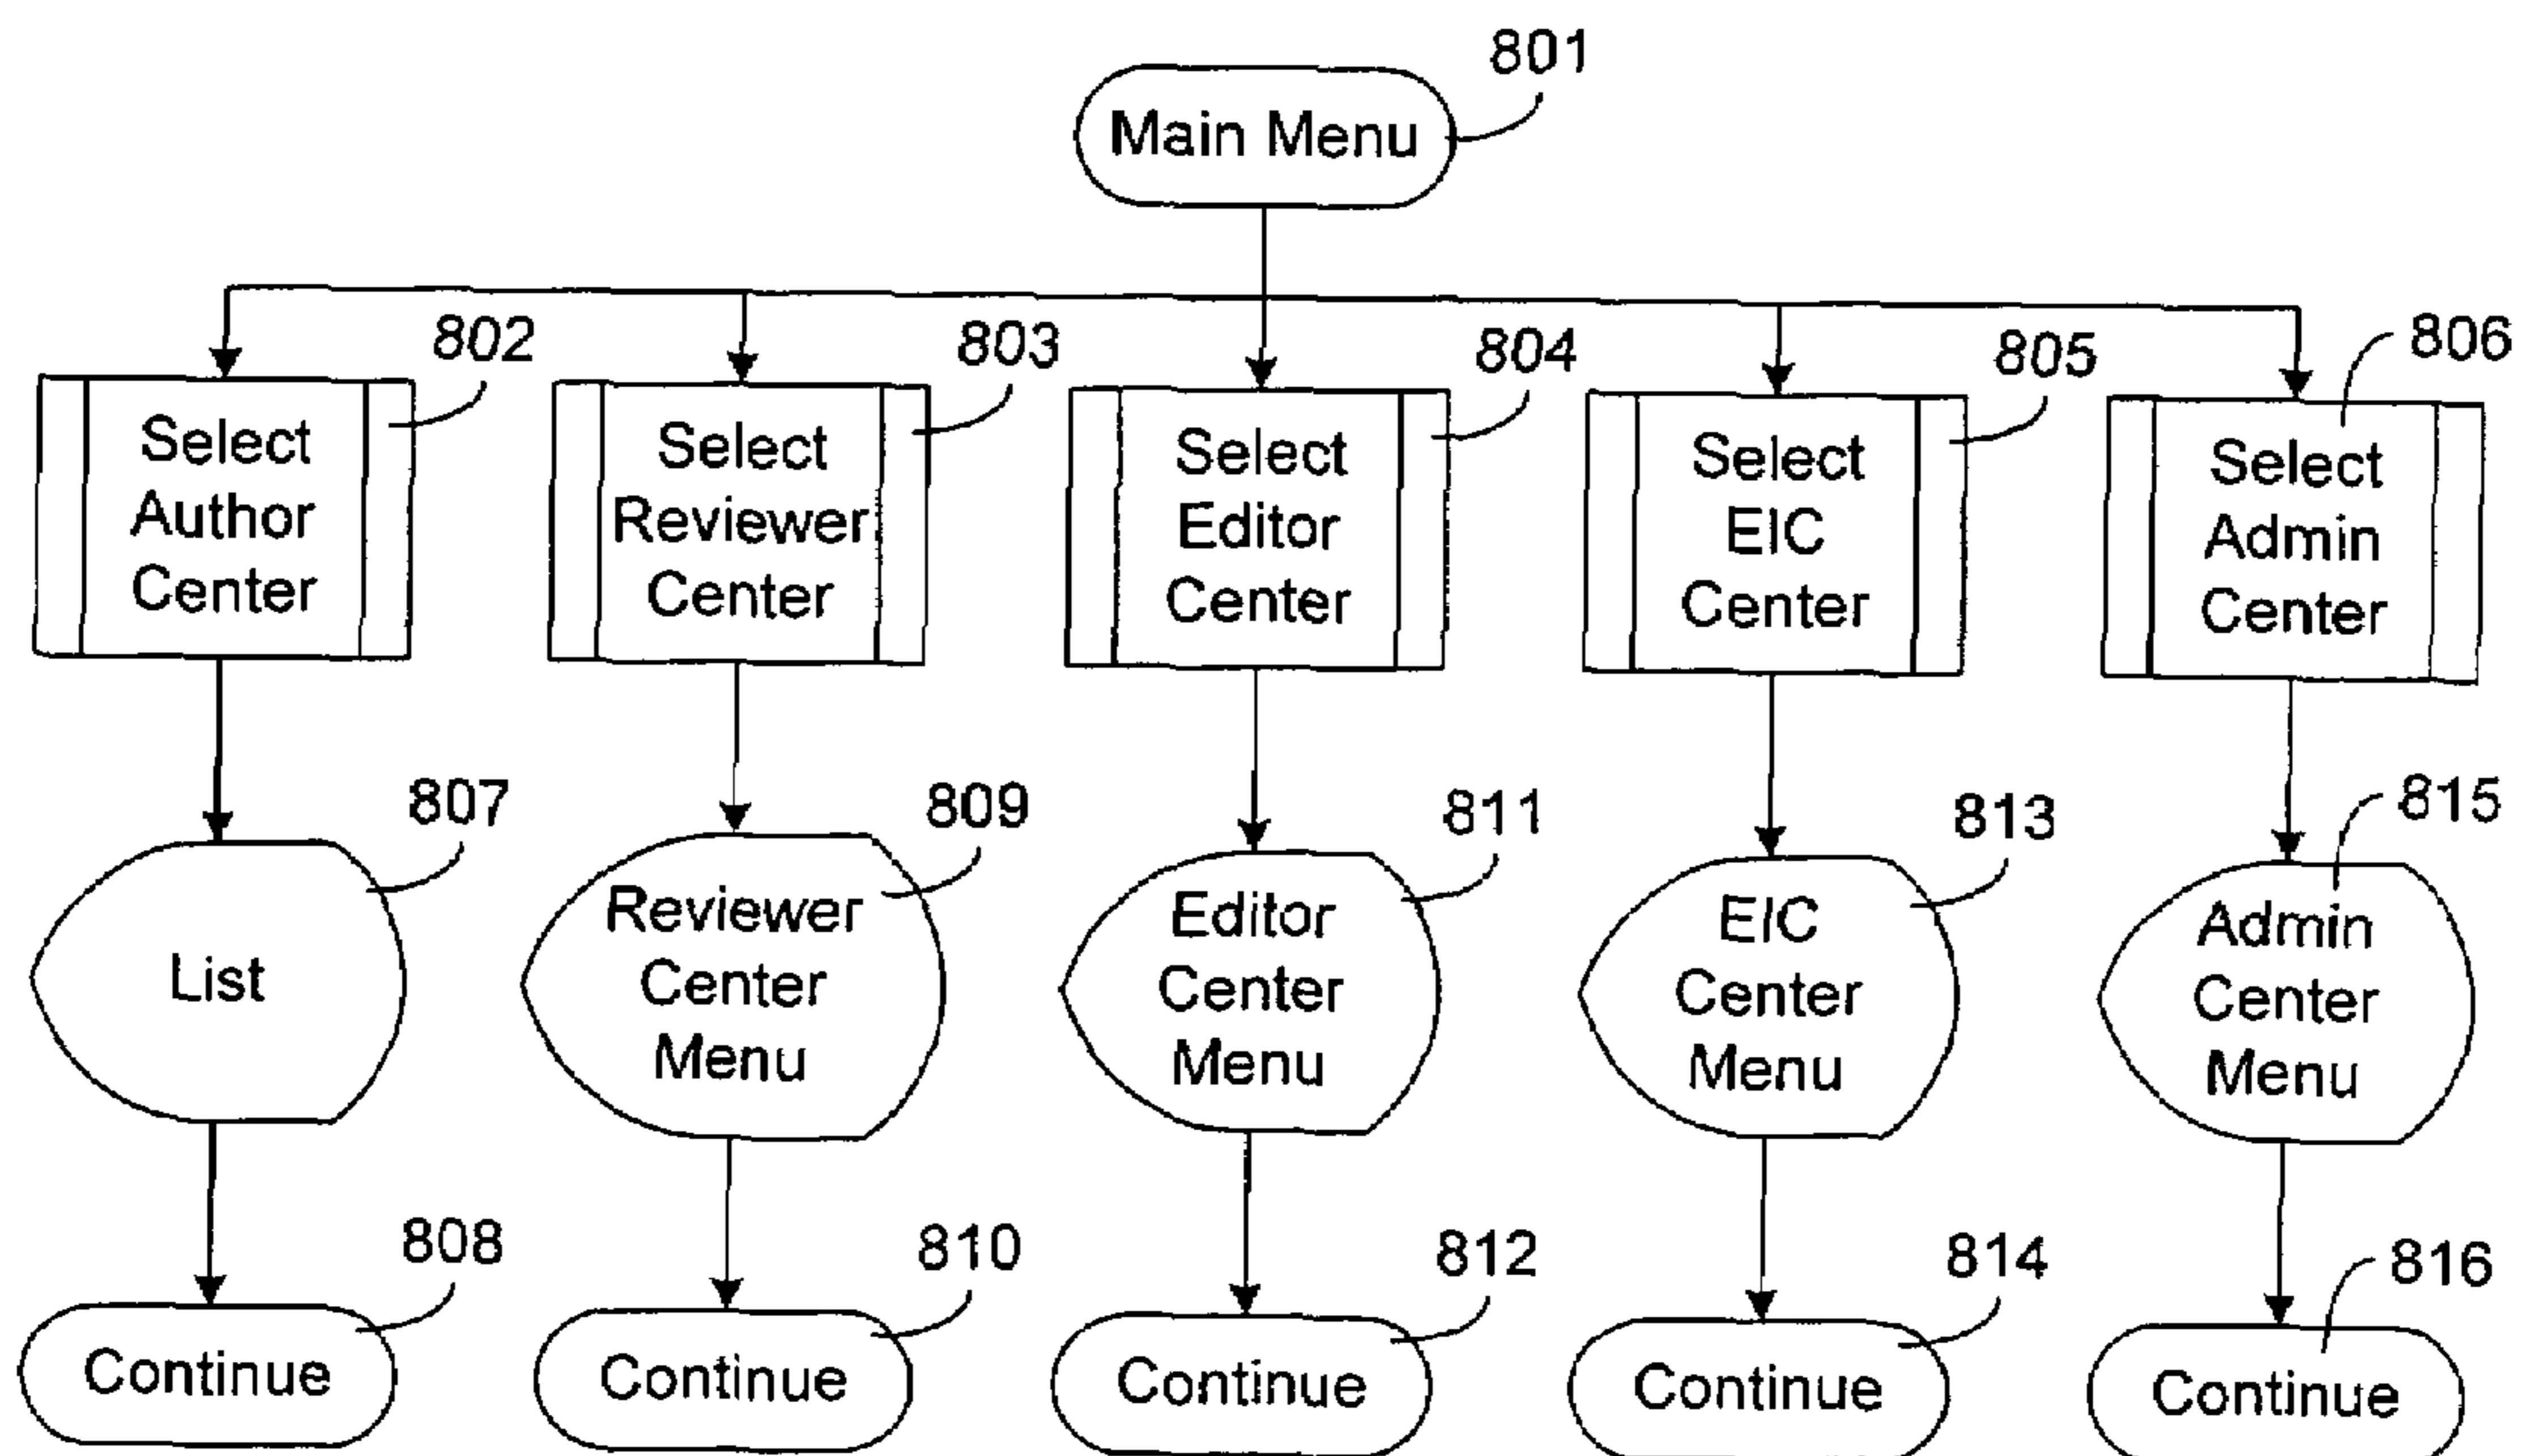 801
Main Menu
802
803
804
805
806
Select
Author
Center
Select
Reviewer
Center
Select
Editor
Center
Select
EIC
Center
Select
Admin
Center
807
809
811
813
815
List
Reviewer
Center
Menu
Editor
Center
Menu
EIC
Center
Menu
Admin
Center
Menu
808
810
812
814
816
Continue
Continue
Continue
Continue
Continue